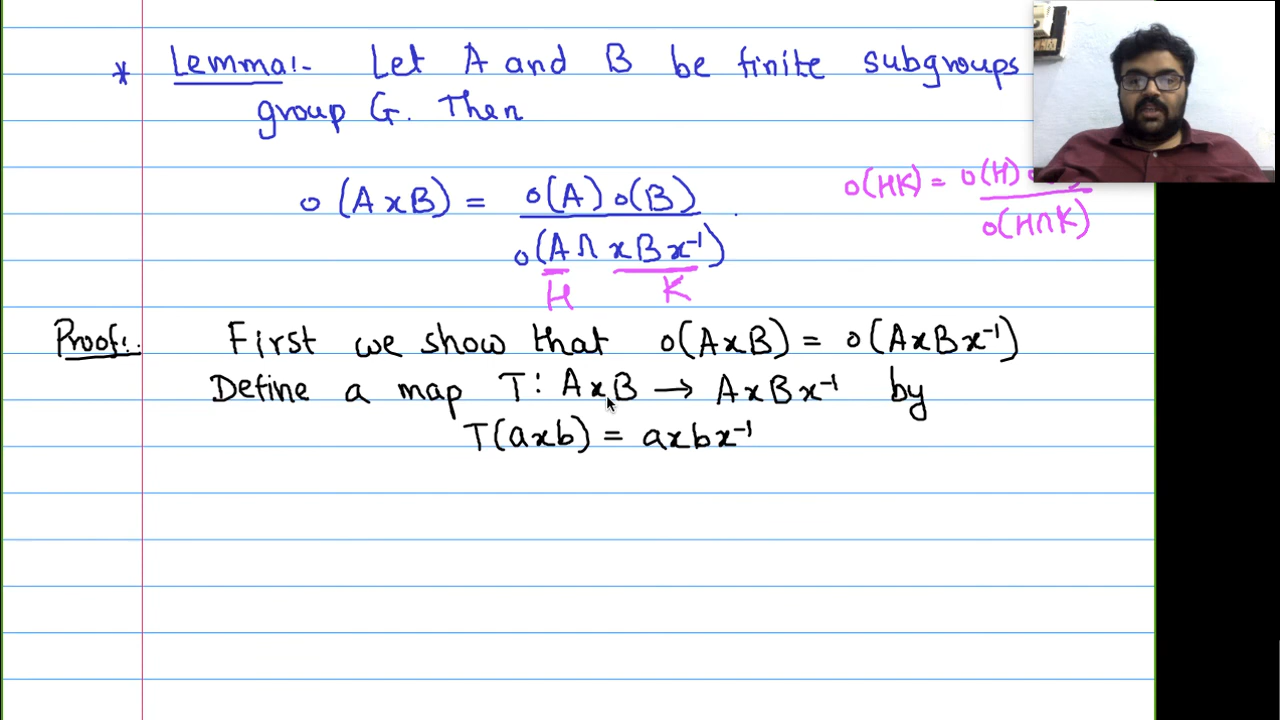 * Lemma:- Let A and B be finite subgroups
group G. Then
o(AxB) = o(A) o(B) / o(A ∩ xBx⁻¹).
H K
o(HK) = o(H) o / o(H∩K)
Proof:. First we show that o(AxB) = o(AxBx⁻¹)
Define a map T: AxB → AxBx⁻¹ by
T(axb) = axbx⁻¹